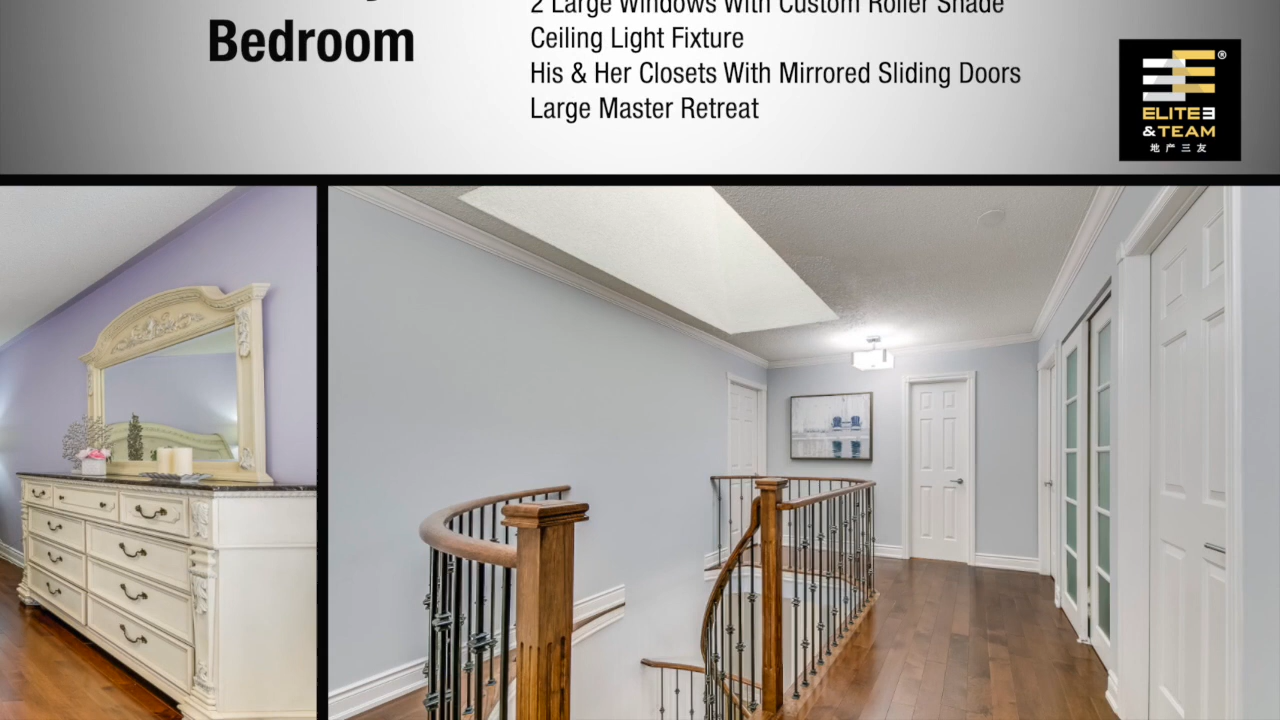 Bedroom
2 Large Windows With Custom Roller Shade
Ceiling Light Fixture
His & Her Closets With Mirrored Sliding Doors
Large Master Retreat
ELITE3
& TEAM
地产三友